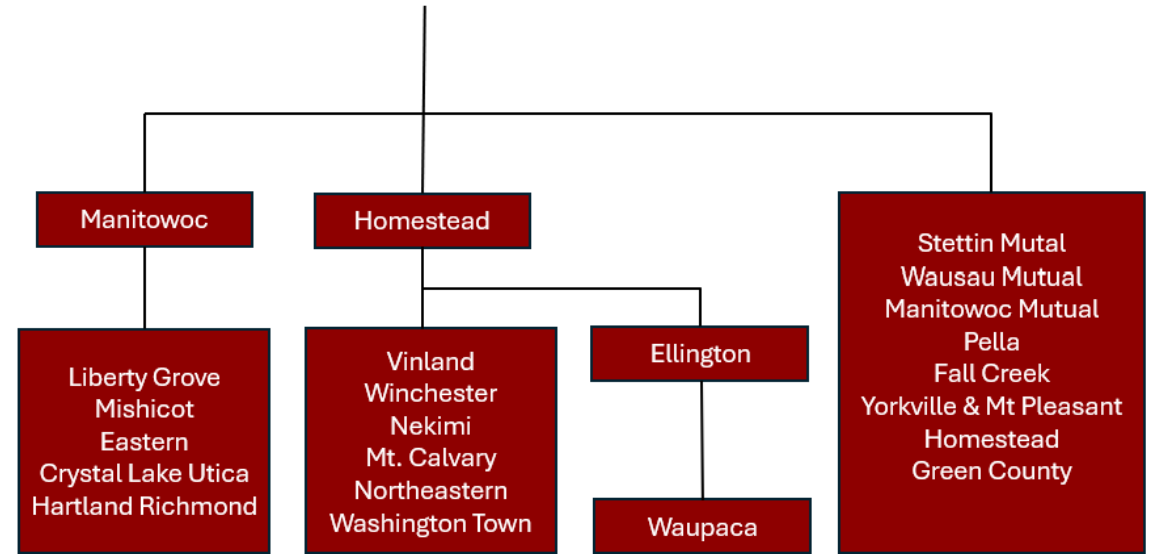 Manitowoc
Homestead
Liberty Grove
Mishicot
Eastern
Crystal Lake Utica
Hartland Richmond
Vinland
Winchester
Nekimi
Mt. Calvary
Northeastern
Washington Town
Ellington
Waupaca
Stettin Mutal
Wausau Mutual
Manitowoc Mutual
Pella
Fall Creek
Yorkville & Mt Pleasant
Homestead
Green County